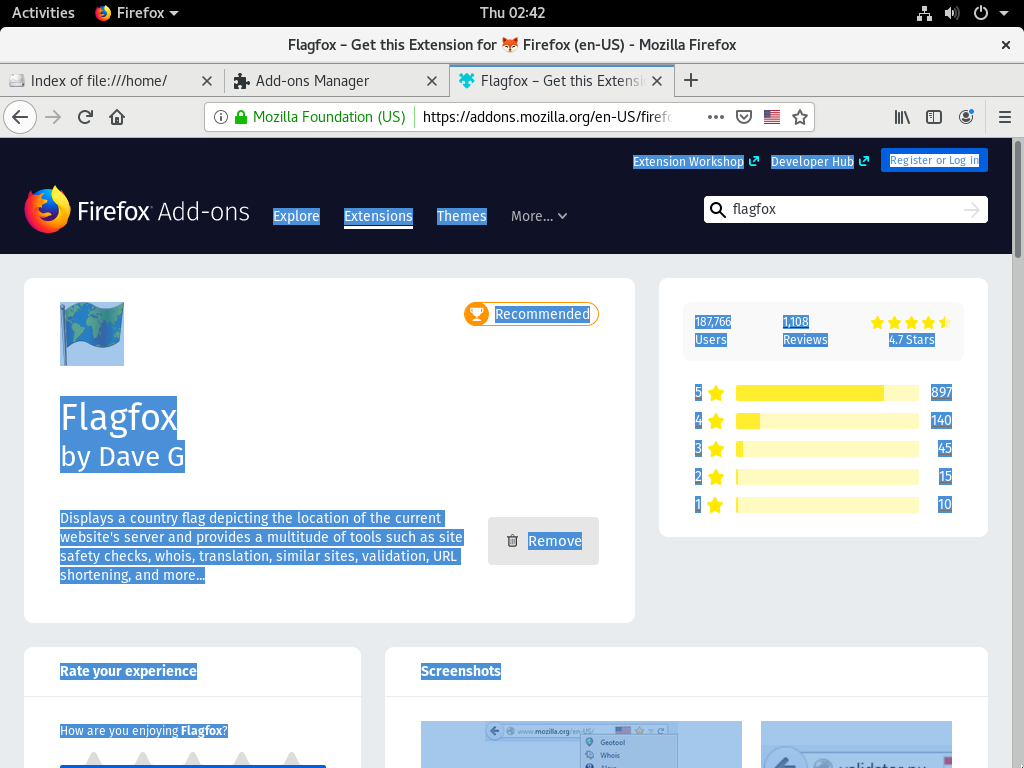 Activities
Firefox
Thu 02:42
Flagfox – Get this Extension for 🦊 Firefox (en-US) - Mozilla Firefox
Index of file:///home/
Add-ons Manager
Flagfox – Get this Extensi
Mozilla Foundation (US)
https://addons.mozilla.org/en-US/firefo
Extension Workshop
Developer Hub
Register or Log in
Firefox Add-ons
Explore
Extensions
Themes
More...
flagfox
Recommended
Flagfox
by Dave G
Displays a country flag depicting the location of the current
website's server and provides a multitude of tools such as site
safety checks, whois, translation, similar sites, validation, URL
shortening, and more...
Remove
187,766
Users
1,108
Reviews
4.7 Stars
5 897
4 140
3 45
2 15
1 10
Rate your experience
How are you enjoying Flagfox?
Screenshots
www.mozilla.org/en-US/
Geotool
Whois